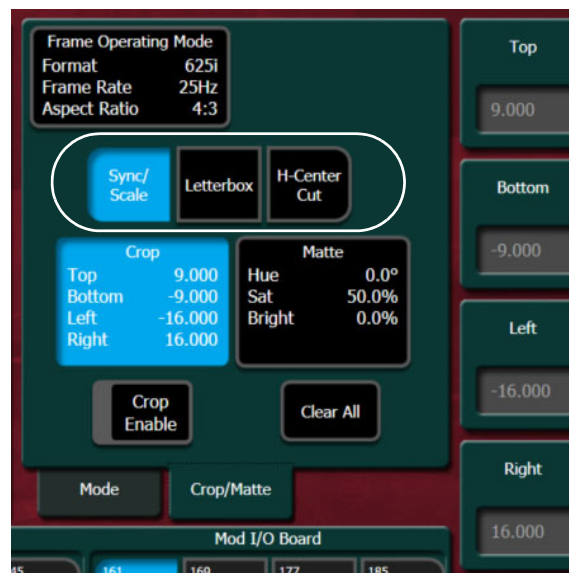 Frame Operating Mode
Format 625i
Frame Rate 25Hz
Aspect Ratio 4:3
Sync/
Scale
Letterbox
H-Center
Cut
Crop
Top 9.000
Bottom -9.000
Left -16.000
Right 16.000
Matte
Hue 0.0°
Sat 50.0%
Bright 0.0%
Crop
Enable
Clear All
Mode
Crop/Matte
Top
9.000
Bottom
-9.000
Left
-16.000
Right
16.000
Mod I/O Board
161 169 177 185